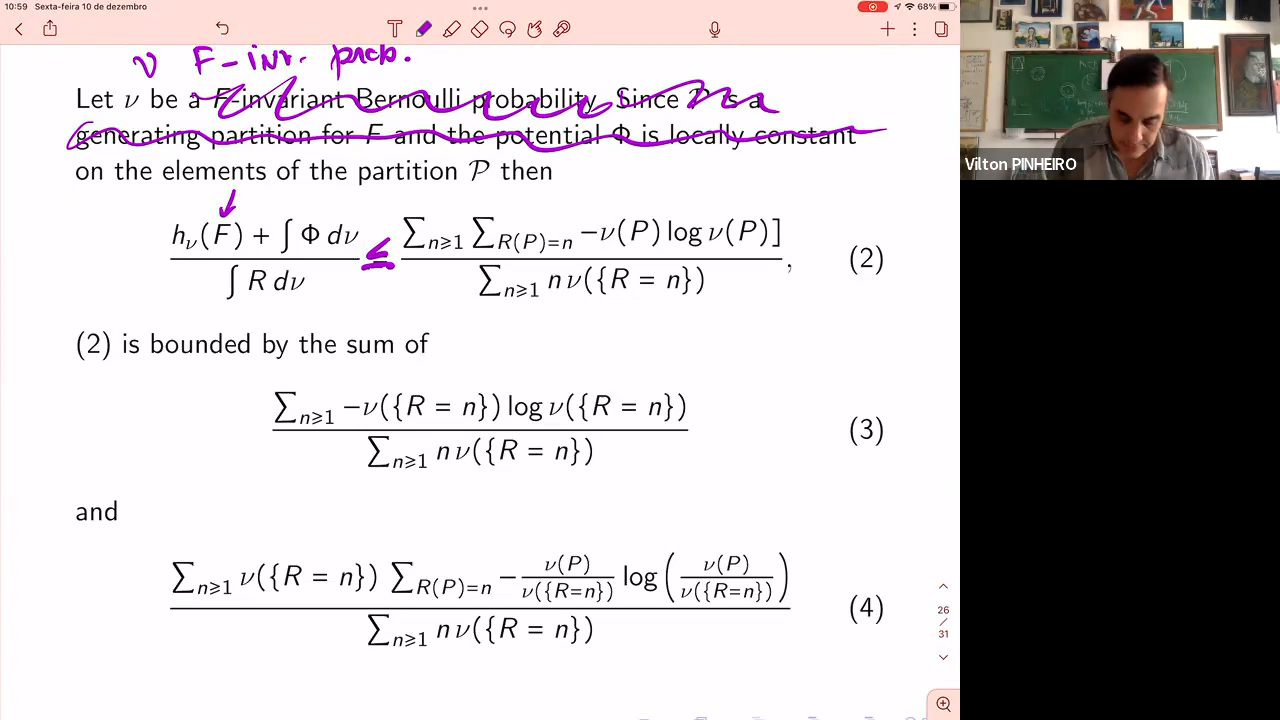 10:59 Sexta-feira 10 de dezembro
68%
ν F-inv. prob.
Let ν be a F-invariant Bernoulli probability. Since P is a
generating partition for F and the potential Φ is locally constant
on the elements of the partition 𝒫 then
(h_ν(F) + ∫ Φ dν) / (∫ R dν) ≤ (∑_{n⩾1} ∑_{R(P)=n} −ν(P) log ν(P)]) / (∑_{n⩾1} n ν({R = n})), (2)
(2) is bounded by the sum of
(∑_{n⩾1} −ν({R = n}) log ν({R = n})) / (∑_{n⩾1} n ν({R = n})) (3)
and
(∑_{n⩾1} ν({R = n}) ∑_{R(P)=n} − ν(P)/ν({R=n}) log (ν(P)/ν({R=n}))) / (∑_{n⩾1} n ν({R = n})) (4)
26
/
31
Vilton PINHEIRO